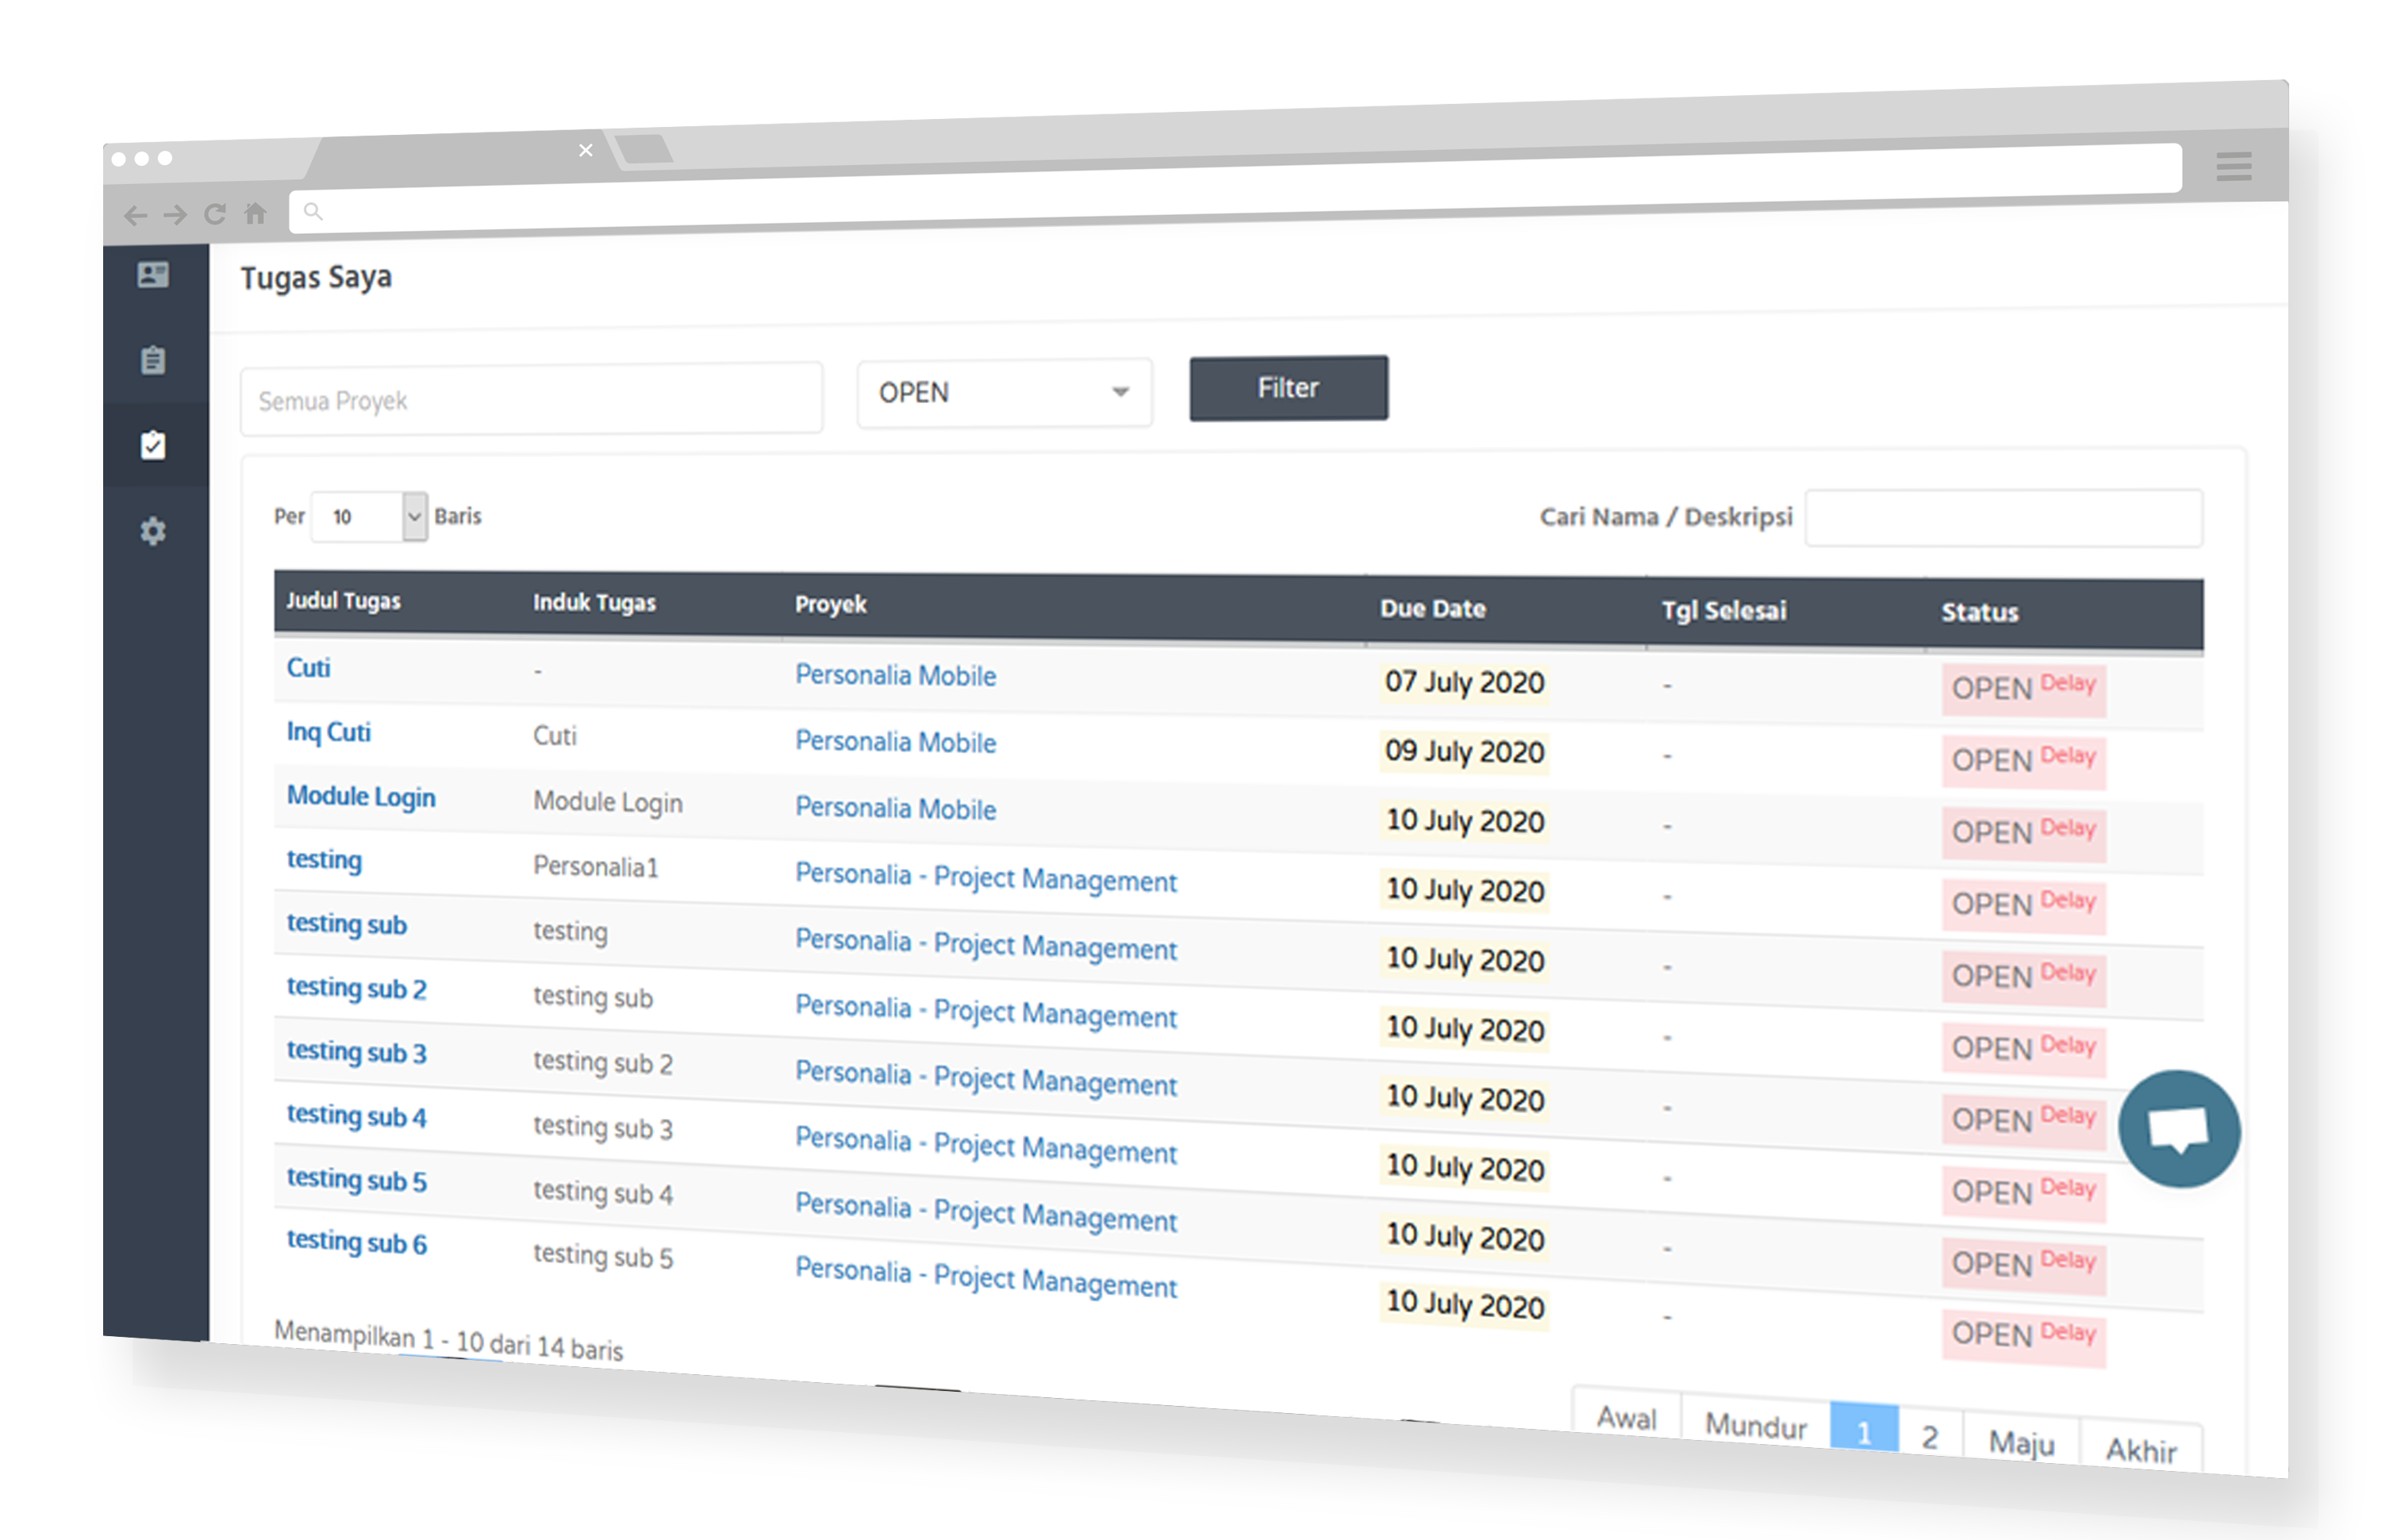 Tugas Saya
Semua Proyek OPEN Filter
Per 10 Baris Cari Nama / Deskripsi
Judul Tugas Induk Tugas Proyek Due Date Tgl Selesai Status
Cuti - Personalia Mobile 07 July 2020 - OPEN Delay
Inq Cuti Cuti Personalia Mobile 09 July 2020 - OPEN Delay
Module Login Module Login Personalia Mobile 10 July 2020 - OPEN Delay
testing Personalia1 Personalia - Project Management 10 July 2020 - OPEN Delay
testing sub testing Personalia - Project Management 10 July 2020 - OPEN Delay
testing sub 2 testing sub Personalia - Project Management 10 July 2020 - OPEN Delay
testing sub 3 testing sub 2 Personalia - Project Management 10 July 2020 - OPEN Delay
testing sub 4 testing sub 3 Personalia - Project Management 10 July 2020 - OPEN Delay
testing sub 5 testing sub 4 Personalia - Project Management 10 July 2020 - OPEN Delay
testing sub 6 testing sub 5 Personalia - Project Management 10 July 2020 - OPEN Delay
Menampilkan 1 - 10 dari 14 baris
Awal Mundur 1 2 Maju Akhir